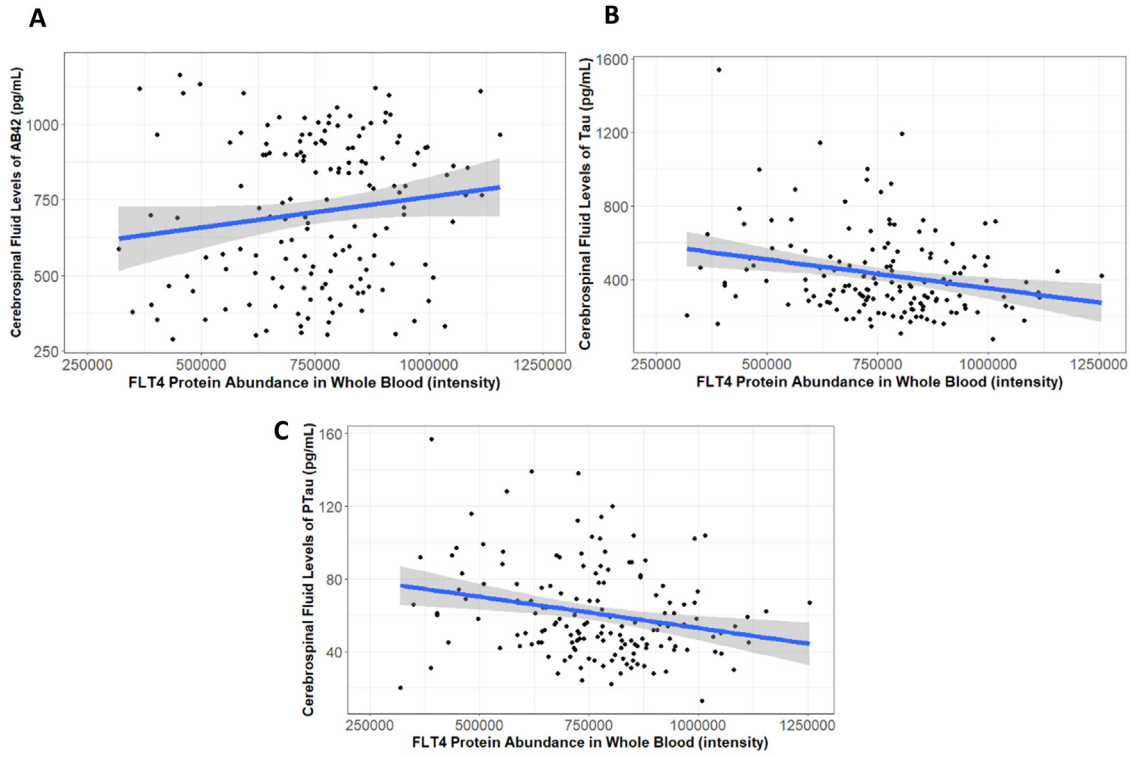 A
Cerebrospinal Fluid Levels of AB42 (pg/mL)
1000
750
500
250
250000 500000 750000 1000000 1250000
FLT4 Protein Abundance in Whole Blood (intensity)
B
Cerebrospinal Fluid Levels of Tau (pg/mL)
1600
1200
800
400
250000 500000 750000 1000000 1250000
FLT4 Protein Abundance in Whole Blood (intensity)
C
Cerebrospinal Fluid Levels of PTau (pg/mL)
160
120
80
40
250000 500000 750000 1000000 1250000
FLT4 Protein Abundance in Whole Blood (intensity)